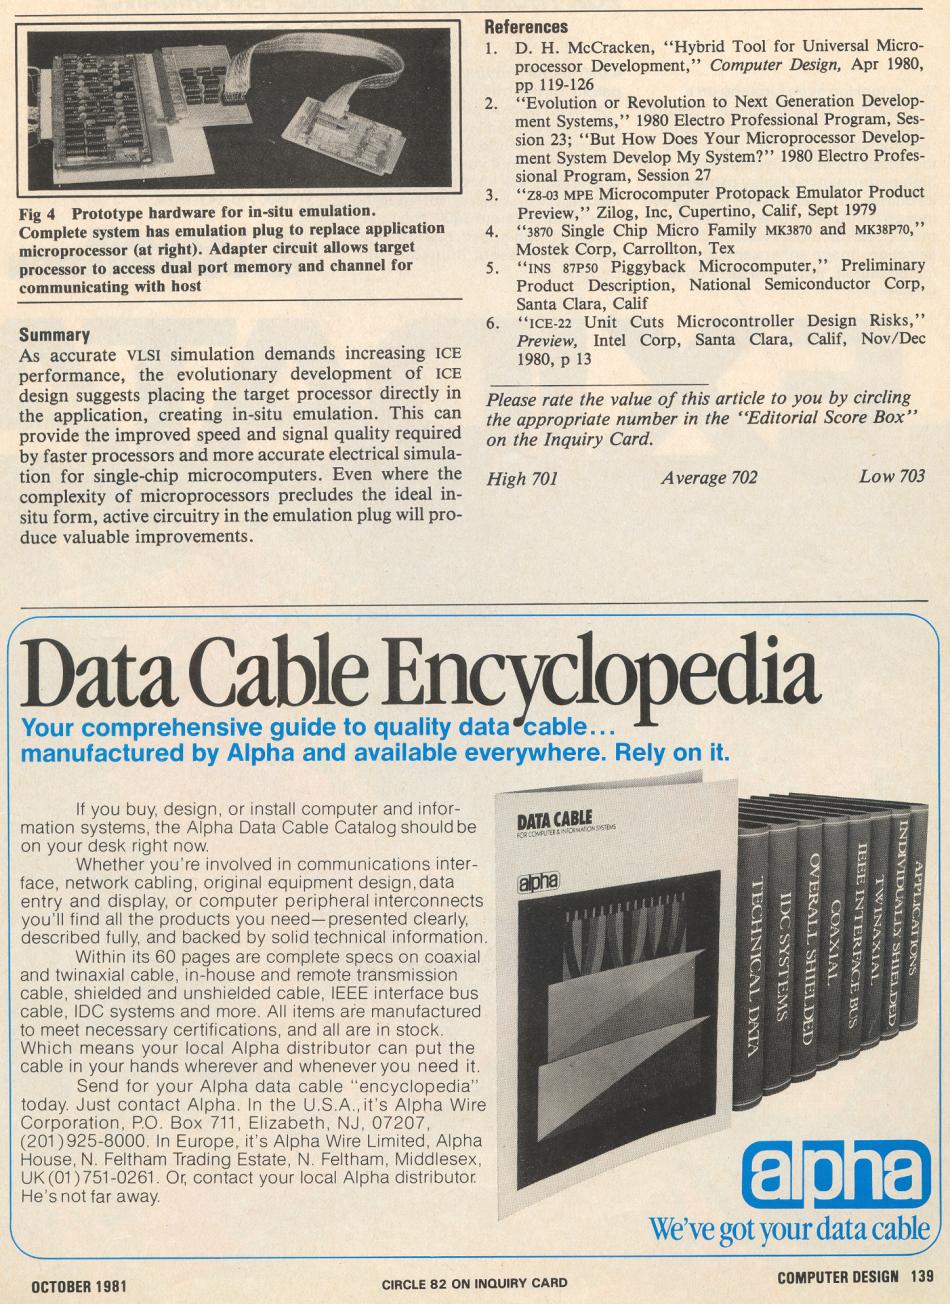 Fig 4 Prototype hardware for in-situ emulation.
Complete system has emulation plug to replace application
microprocessor (at right). Adapter circuit allows target
processor to access dual port memory and channel for
communicating with host
Summary
As accurate VLSI simulation demands increasing ICE
performance, the evolutionary development of ICE
design suggests placing the target processor directly in
the application, creating in-situ emulation. This can
provide the improved speed and signal quality required
by faster processors and more accurate electrical simula-
tion for single-chip microcomputers. Even where the
complexity of microprocessors precludes the ideal in-
situ form, active circuitry in the emulation plug will pro-
duce valuable improvements.
References
1. D. H. McCracken, "Hybrid Tool for Universal Micro-
processor Development," Computer Design, Apr 1980,
pp 119-126
2. "Evolution or Revolution to Next Generation Develop-
ment Systems," 1980 Electro Professional Program, Ses-
sion 23; "But How Does Your Microprocessor Develop-
ment System Develop My System?" 1980 Electro Profes-
sional Program, Session 27
3. "Z8-03 MPE Microcomputer Protopack Emulator Product
Preview," Zilog, Inc, Cupertino, Calif, Sept 1979
4. "3870 Single Chip Micro Family MK3870 and MK38P70,"
Mostek Corp, Carrollton, Tex
5. "INS 87P50 Piggyback Microcomputer," Preliminary
Product Description, National Semiconductor Corp,
Santa Clara, Calif
6. "ICE-22 Unit Cuts Microcontroller Design Risks,"
Preview, Intel Corp, Santa Clara, Calif, Nov/Dec
1980, p 13
Please rate the value of this article to you by circling
the appropriate number in the "Editorial Score Box"
on the Inquiry Card.
High 701 Average 702 Low 703
Data Cable Encyclopedia
Your comprehensive guide to quality data cable...
manufactured by Alpha and available everywhere. Rely on it.
If you buy, design, or install computer and infor-
mation systems, the Alpha Data Cable Catalog should be
on your desk right now.
Whether you're involved in communications inter-
face, network cabling, original equipment design, data
entry and display, or computer peripheral interconnects
you'll find all the products you need—presented clearly,
described fully, and backed by solid technical information.
Within its 60 pages are complete specs on coaxial
and twinaxial cable, in-house and remote transmission
cable, shielded and unshielded cable, IEEE interface bus
cable, IDC systems and more. All items are manufactured
to meet necessary certifications, and all are in stock.
Which means your local Alpha distributor can put the
cable in your hands wherever and whenever you need it.
Send for your Alpha data cable "encyclopedia"
today. Just contact Alpha. In the U.S.A., it's Alpha Wire
Corporation, P.O. Box 711, Elizabeth, NJ, 07207,
(201) 925-8000. In Europe, it's Alpha Wire Limited, Alpha
House, N. Feltham Trading Estate, N. Feltham, Middlesex,
UK (01) 751-0261. Or, contact your local Alpha distributor.
He's not far away.
DATA CABLE
FOR COMPUTER & INFORMATION SYSTEMS
alpha
TECHNICAL DATA
IDC SYSTEMS
OVERALL SHIELDED
COAXIAL
IEEE INTERFACE BUS
TWINAXIAL
INDIVIDUALLY SHIELDED
APPLICATIONS
alpha
We've got your data cable
OCTOBER 1981
CIRCLE 82 ON INQUIRY CARD
COMPUTER DESIGN 139